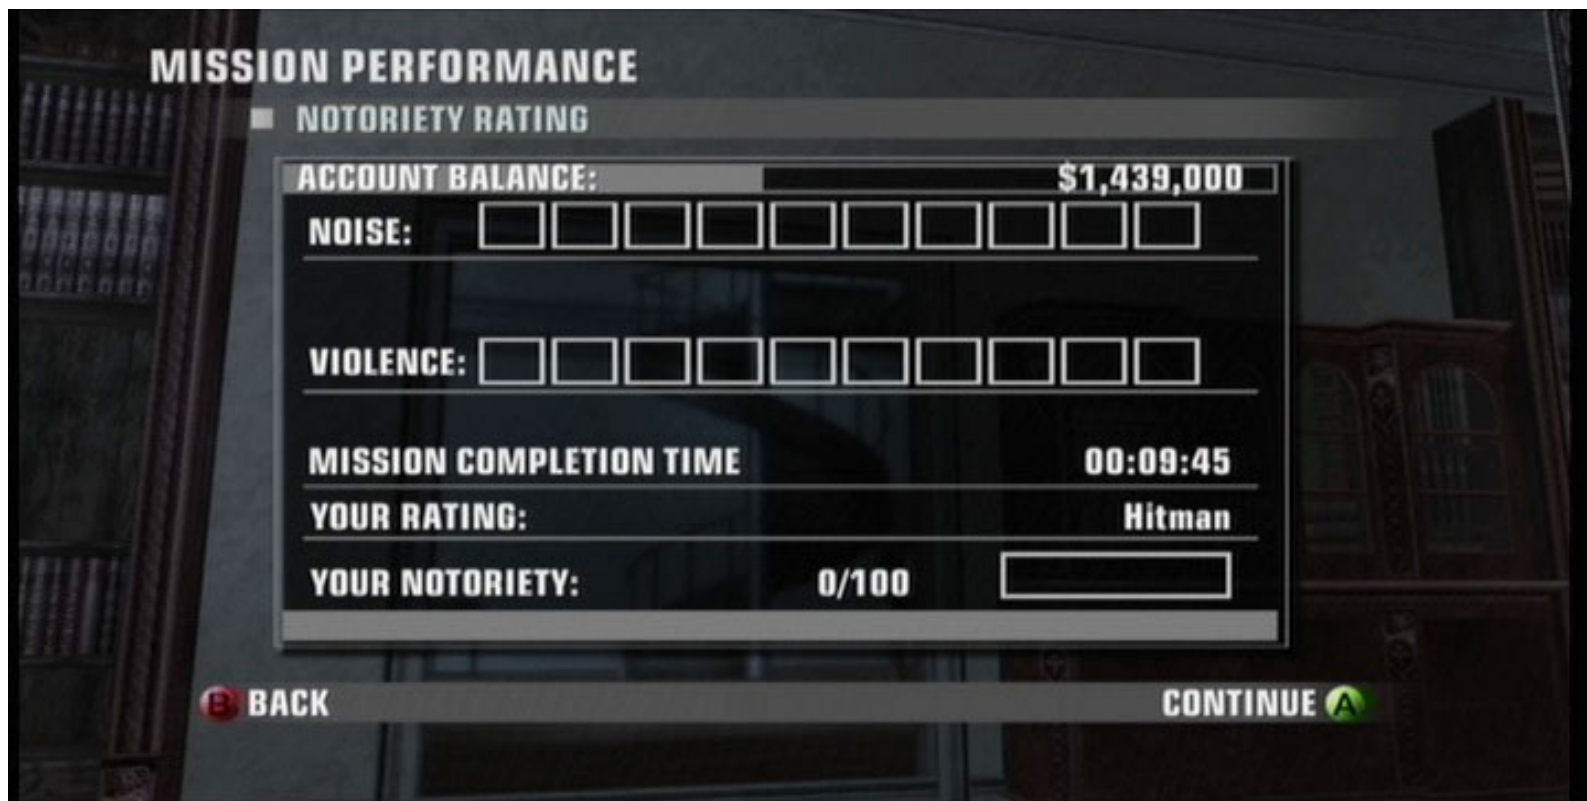 MISSION PERFORMANCE
NOTORIETY RATING
ACCOUNT BALANCE: $1,439,000
NOISE:
VIOLENCE:
MISSION COMPLETION TIME 00:09:45
YOUR RATING: Hitman
YOUR NOTORIETY: 0/100
B BACK CONTINUE A